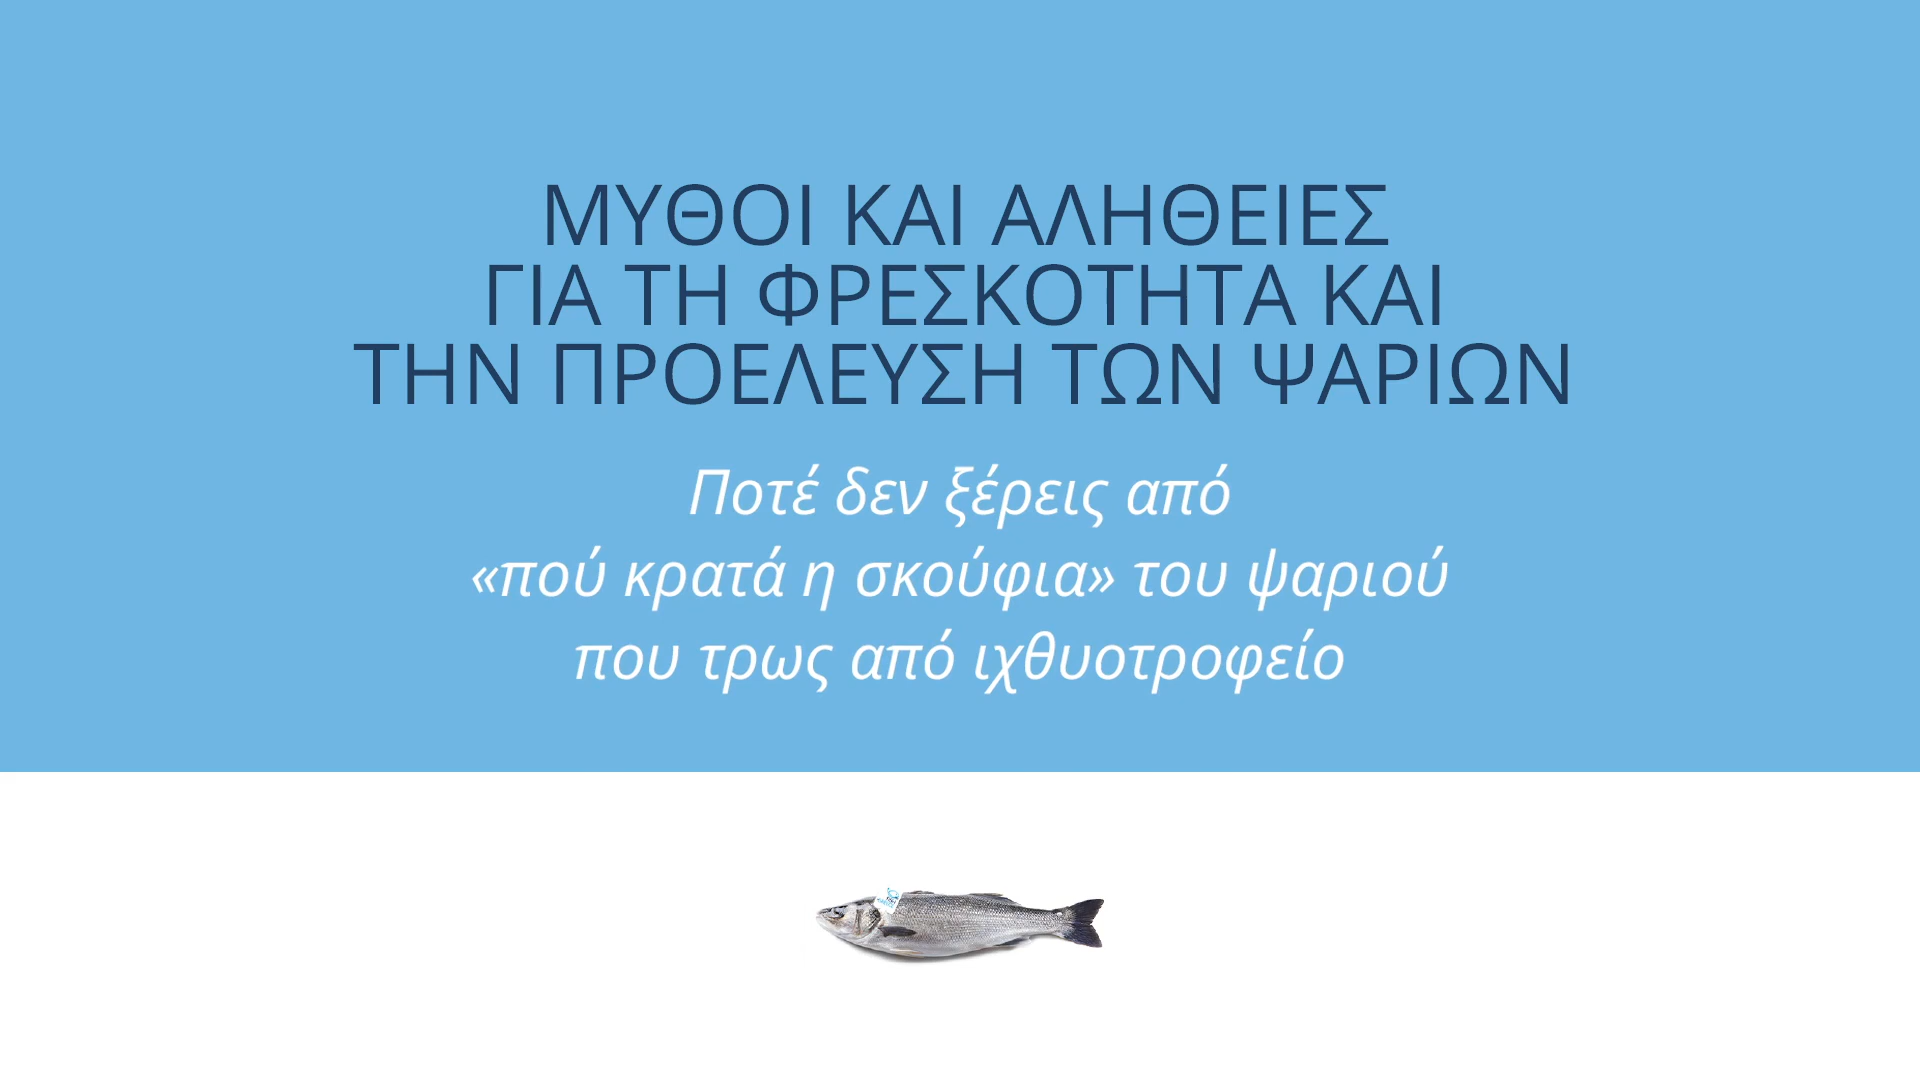 ΜΥΘΟΙ ΚΑΙ ΑΛΗΘΕΙΕΣ
ΓΙΑ ΤΗ ΦΡΕΣΚΟΤΗΤΑ ΚΑΙ
ΤΗΝ ΠΡΟΕΛΕΥΣΗ ΤΩΝ ΨΑΡΙΩΝ
Ποτέ δεν ξέρεις από
«πού κρατά η σκούφια» του ψαριού
που τρως από ιχθυοτροφείο